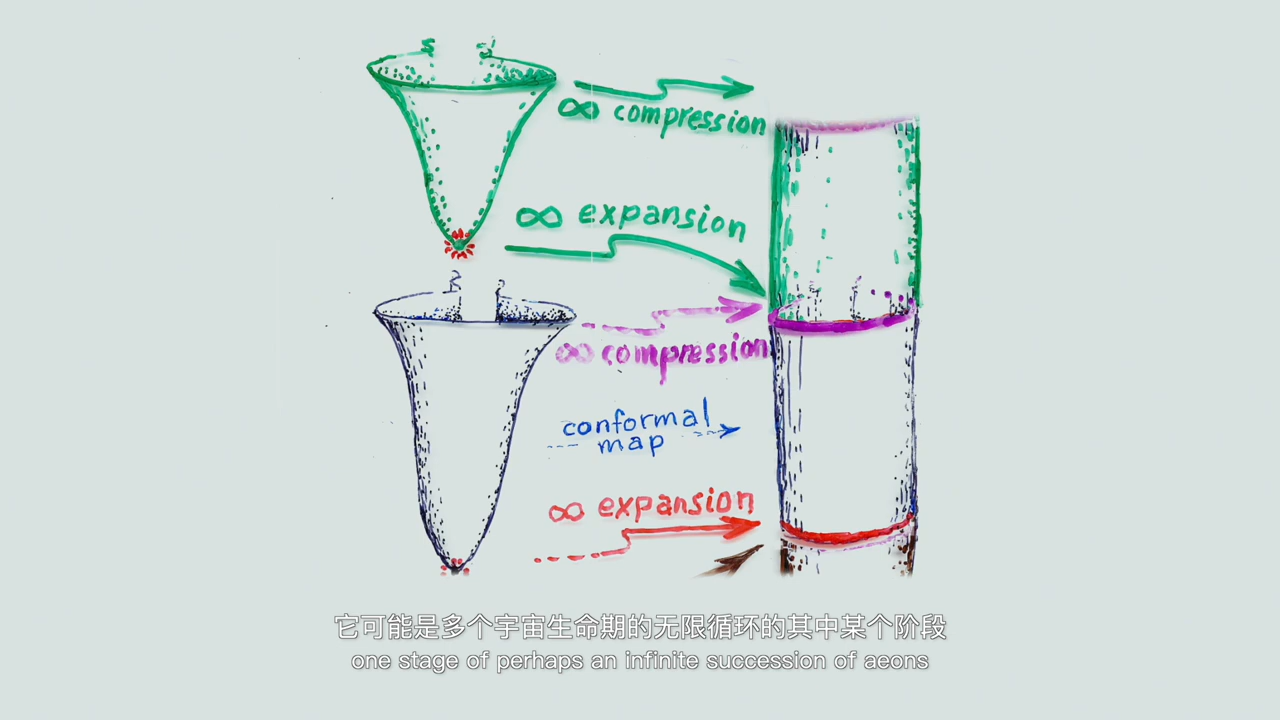 ∞ compression
∞ expansion
∞ compression
conformal
map
∞ expansion
它可能是多个宇宙生命期的无限循环的其中某个阶段
one stage of perhaps an infinite succession of aeons